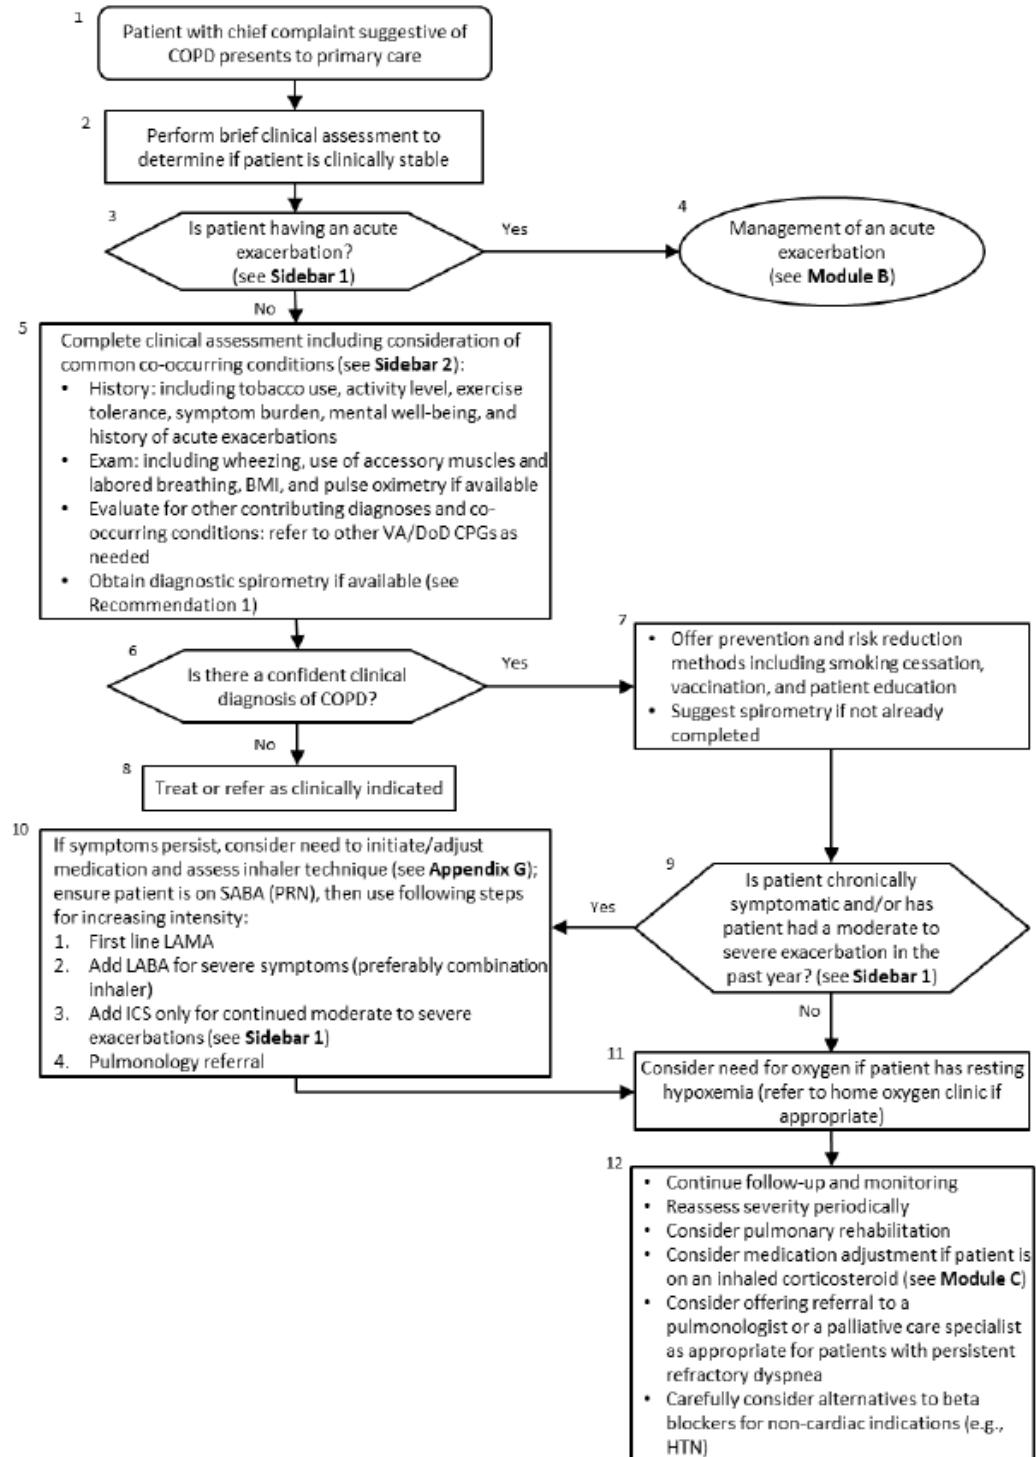 1
Patient with chief complaint suggestive of
COPD presents to primary care
2
Perform brief clinical assessment to
determine if patient is clinically stable
3
Is patient having an acute
exacerbation?
(see Sidebar 1)
Yes
4
Management of an acute
exacerbation
(see Module B)
No
5
Complete clinical assessment including consideration of
common co-occurring conditions (see Sidebar 2):
• History: including tobacco use, activity level, exercise
tolerance, symptom burden, mental well-being, and
history of acute exacerbations
• Exam: including wheezing, use of accessory muscles and
labored breathing, BMI, and pulse oximetry if available
• Evaluate for other contributing diagnoses and co-
occurring conditions: refer to other VA/DoD CPGs as
needed
• Obtain diagnostic spirometry if available (see
Recommendation 1)
6
Is there a confident clinical
diagnosis of COPD?
Yes
7
• Offer prevention and risk reduction
methods including smoking cessation,
vaccination, and patient education
• Suggest spirometry if not already
completed
No
8
Treat or refer as clinically indicated
9
Is patient chronically
symptomatic and/or has
patient had a moderate to
severe exacerbation in the
past year? (see Sidebar 1)
Yes
10
If symptoms persist, consider need to initiate/adjust
medication and assess inhaler technique (see Appendix G);
ensure patient is on SABA (PRN), then use following steps
for increasing intensity:
1. First line LAMA
2. Add LABA for severe symptoms (preferably combination
inhaler)
3. Add ICS only for continued moderate to severe
exacerbations (see Sidebar 1)
4. Pulmonology referral
No
11
Consider need for oxygen if patient has resting
hypoxemia (refer to home oxygen clinic if
appropriate)
12
• Continue follow-up and monitoring
• Reassess severity periodically
• Consider pulmonary rehabilitation
• Consider medication adjustment if patient is
on an inhaled corticosteroid (see Module C)
• Consider offering referral to a
pulmonologist or a palliative care specialist
as appropriate for patients with persistent
refractory dyspnea
• Carefully consider alternatives to beta
blockers for non-cardiac indications (e.g.,
HTN)